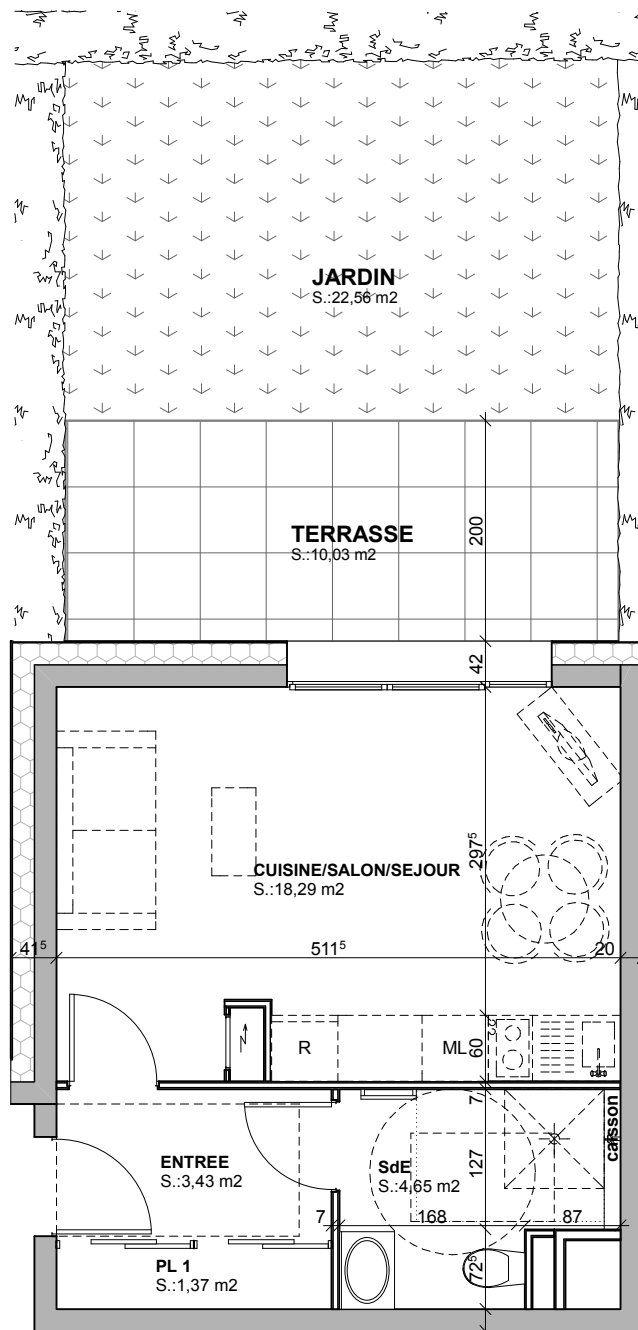 JARDIN
S.:22,56 m2
TERRASSE
S.:10,03 m2
200
42
297⁵
CUISINE/SALON/SEJOUR
S.:18,29 m2
41⁵
511⁵
20
R
ML
60
7
caisson
ENTREE
S.:3,43 m2
SdE
S.:4,65 m2
127
7
168
87
PL 1
S.:1,37 m2
72⁵